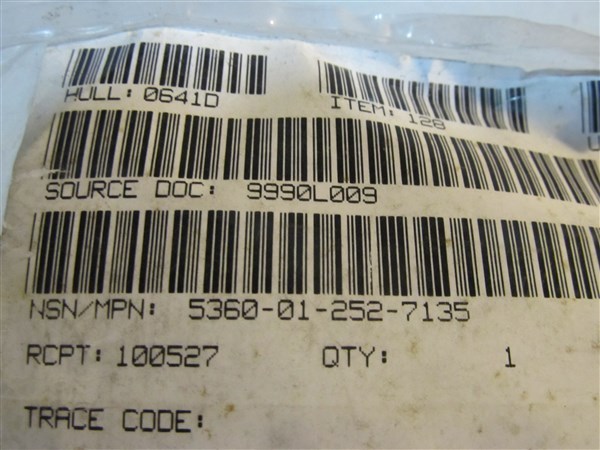 HULL: 0641D ITEM: 128 U
SOURCE DOC: 9990L009
NSN/MPN: 5360-01-252-7135
RCPT: 100527 QTY: 1
TRACE CODE: